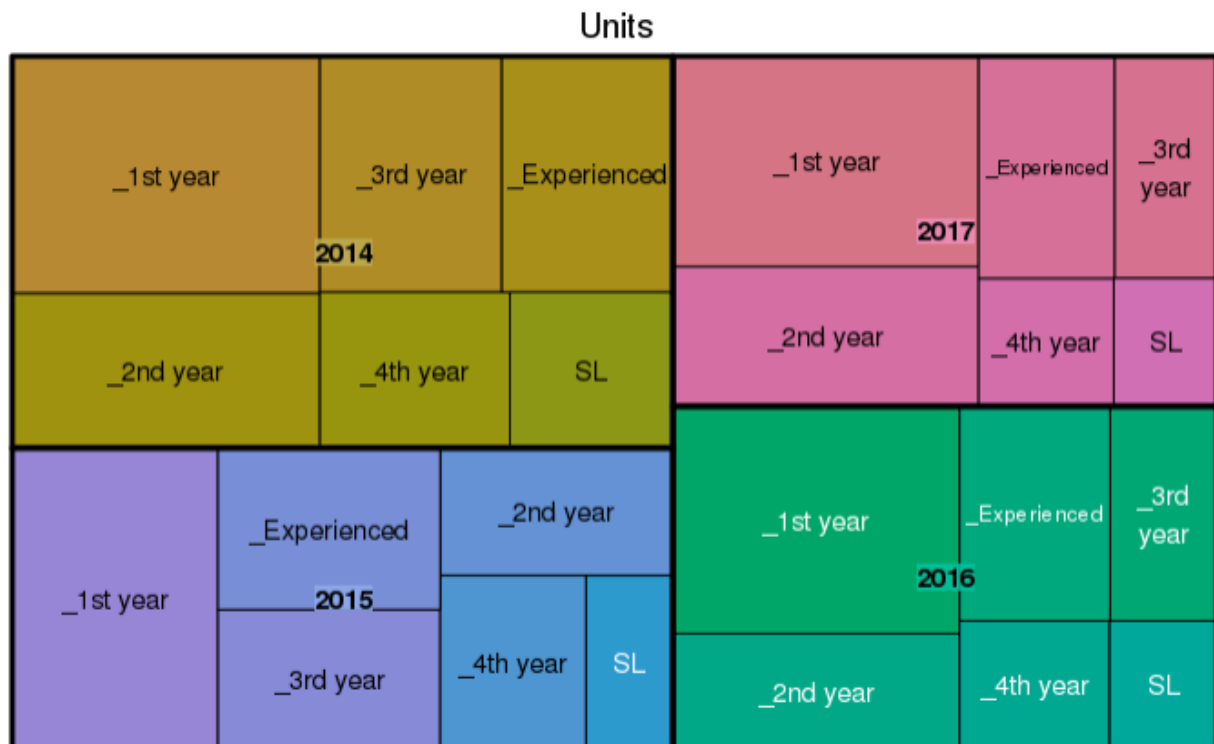 Units
_1st year
_3rd year
_Experienced
2014
_2nd year
_4th year
SL
_1st year
_Experienced
_3rd
year
2017
_2nd year
_4th year
SL
_1st year
_Experienced
2015
_3rd year
_2nd year
_4th year
SL
_1st year
_Experienced
_3rd
year
2016
_2nd year
_4th year
SL